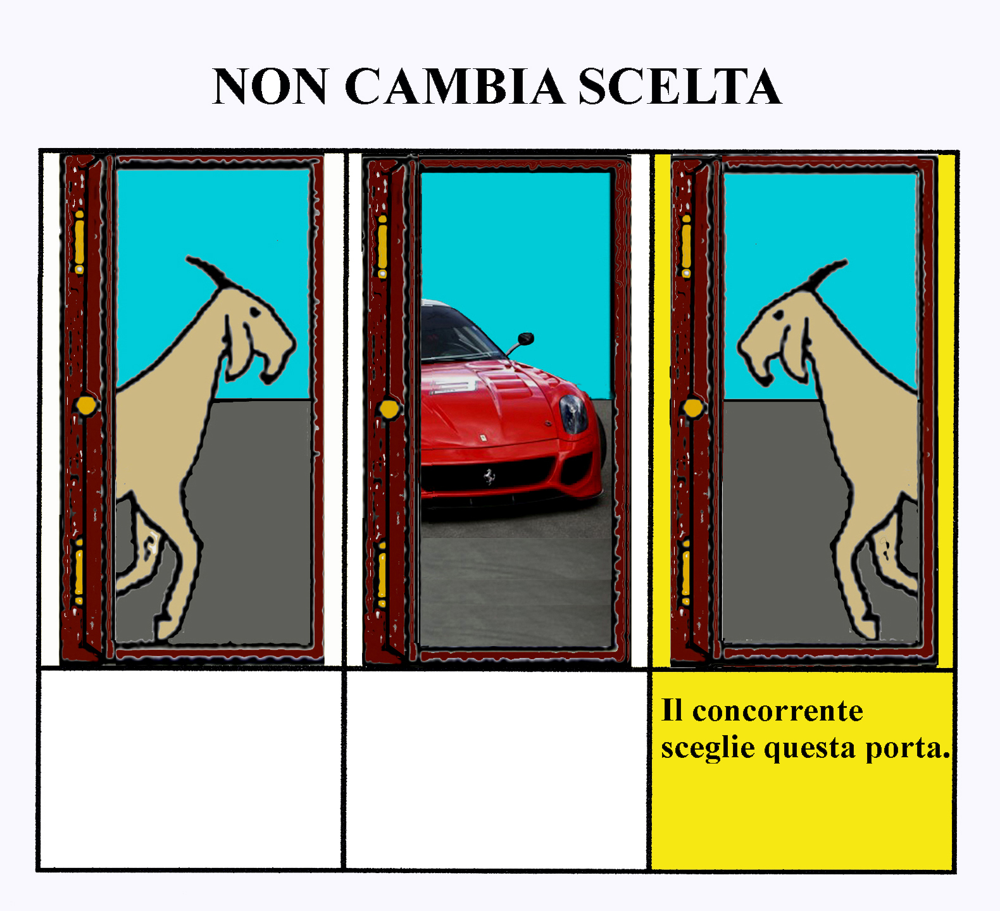 NON CAMBIA SCELTA
Il concorrente
sceglie questa porta.